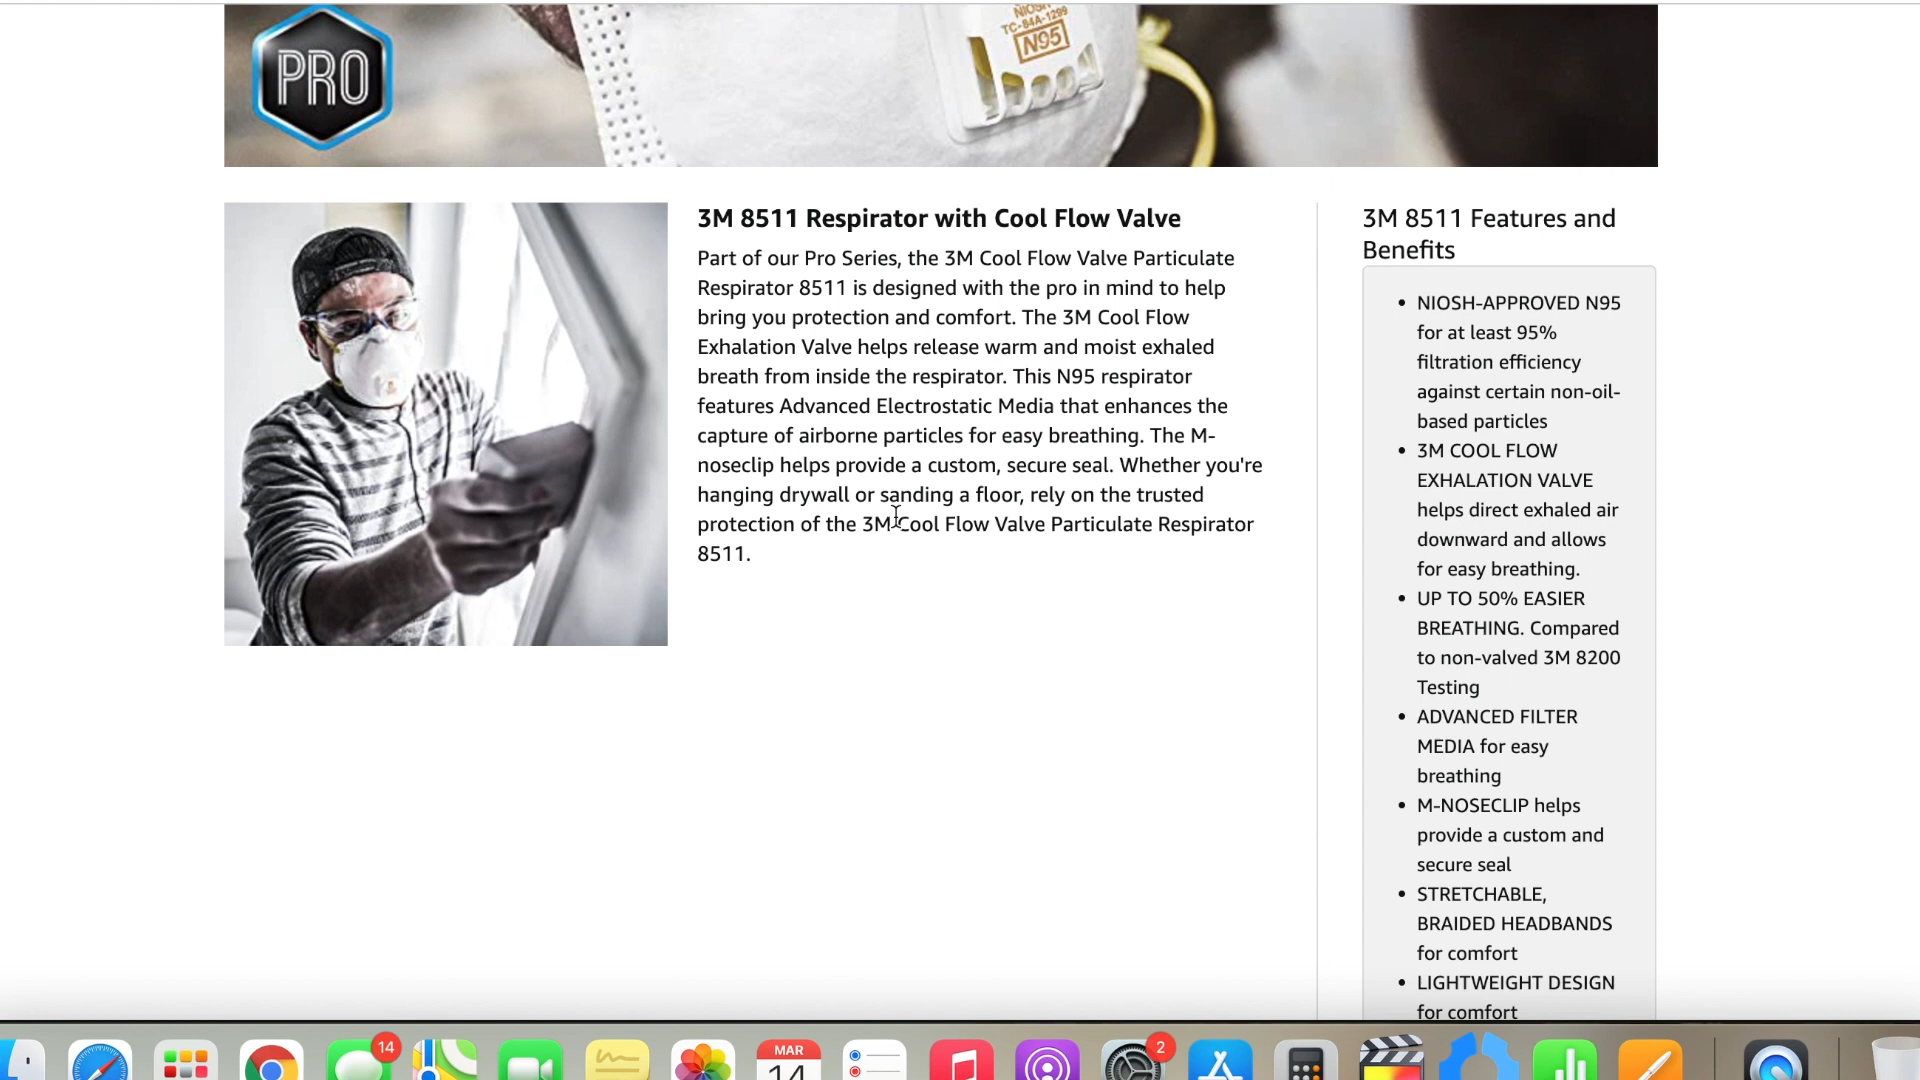 PRO
NIOSH
TC-84A-1299
N95
3M 8511 Respirator with Cool Flow Valve
Part of our Pro Series, the 3M Cool Flow Valve Particulate
Respirator 8511 is designed with the pro in mind to help
bring you protection and comfort. The 3M Cool Flow
Exhalation Valve helps release warm and moist exhaled
breath from inside the respirator. This N95 respirator
features Advanced Electrostatic Media that enhances the
capture of airborne particles for easy breathing. The M-
noseclip helps provide a custom, secure seal. Whether you're
hanging drywall or sanding a floor, rely on the trusted
protection of the 3M Cool Flow Valve Particulate Respirator
8511.
3M 8511 Features and
Benefits
• NIOSH-APPROVED N95
for at least 95%
filtration efficiency
against certain non-oil-
based particles
• 3M COOL FLOW
EXHALATION VALVE
helps direct exhaled air
downward and allows
for easy breathing.
• UP TO 50% EASIER
BREATHING. Compared
to non-valved 3M 8200
Testing
• ADVANCED FILTER
MEDIA for easy
breathing
• M-NOSECLIP helps
provide a custom and
secure seal
• STRETCHABLE,
BRAIDED HEADBANDS
for comfort
• LIGHTWEIGHT DESIGN
for comfort
14
MAR
14
2